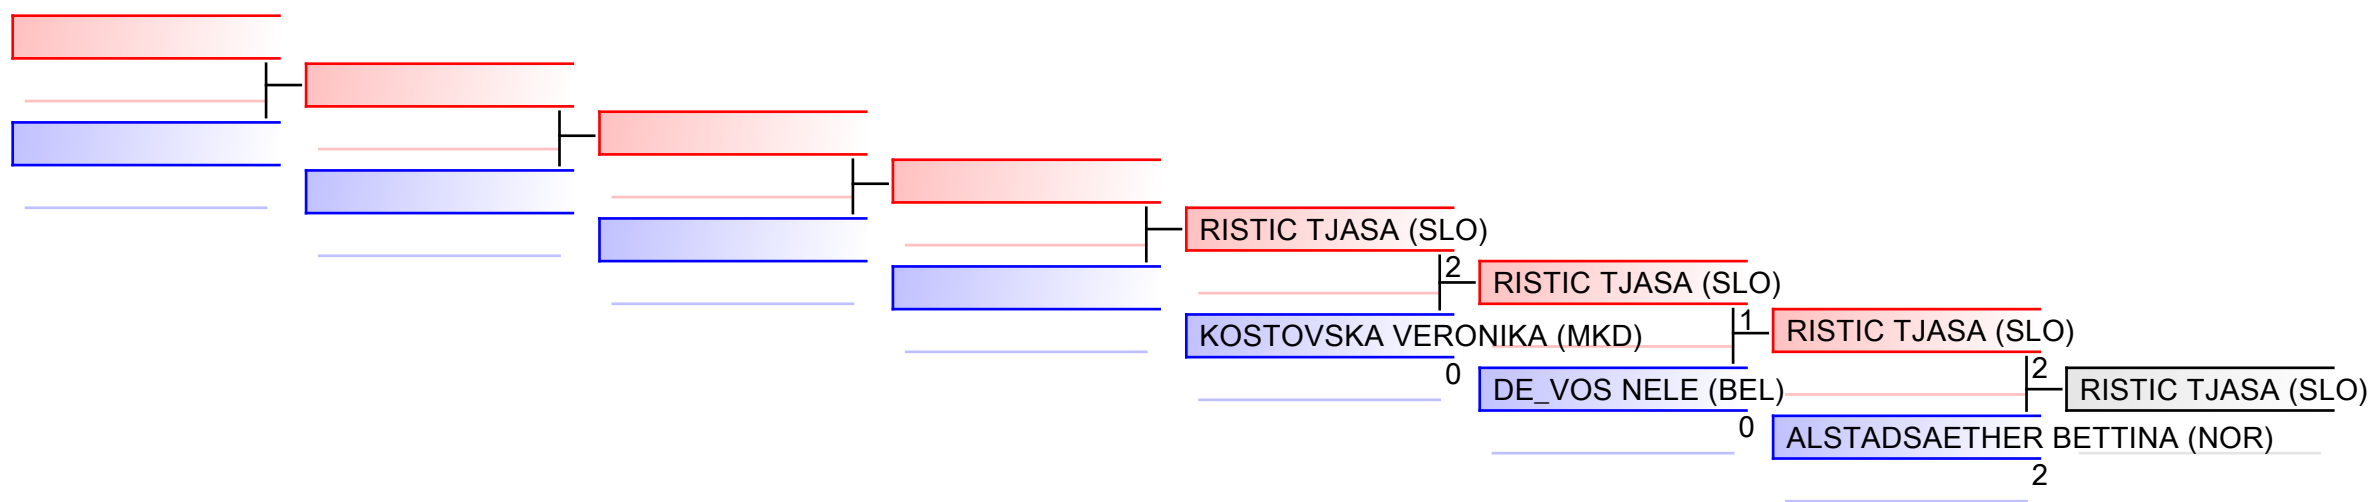 RISTIC TJASA (SLO)
2
KOSTOVSKA VERONIKA (MKD)
0
RISTIC TJASA (SLO)
1
DE_VOS NELE (BEL)
0
RISTIC TJASA (SLO)
2
ALSTADSAETHER BETTINA (NOR)
2
RISTIC TJASA (SLO)